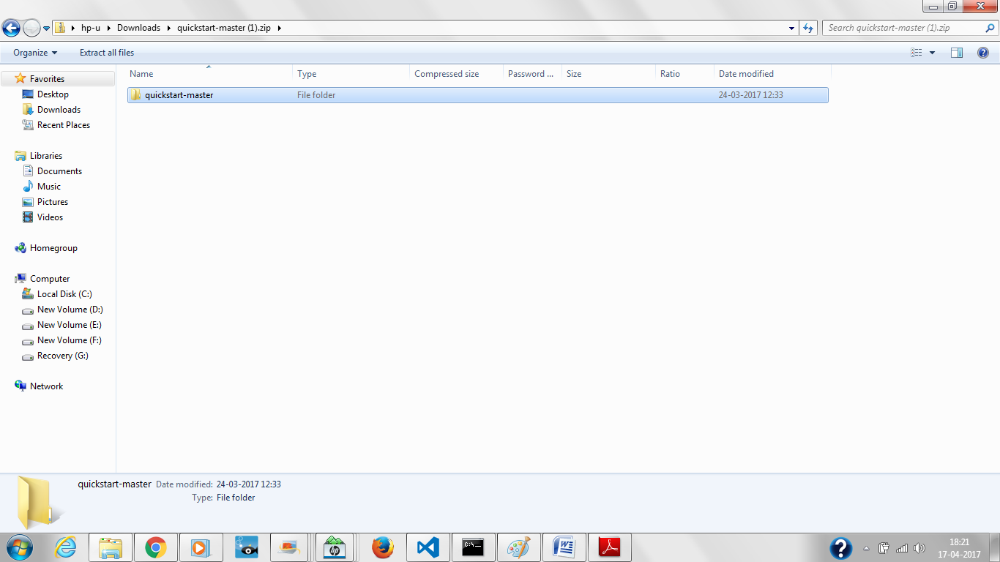 hp-u Downloads quickstart-master (1).zip
Search quickstart-master (1).zip
Organize Extract all files
Name Type Compressed size Password ... Size Ratio Date modified
quickstart-master File folder 24-03-2017 12:33
Favorites
Desktop
Downloads
Recent Places
Libraries
Documents
Music
Pictures
Videos
Homegroup
Computer
Local Disk (C:)
New Volume (D:)
New Volume (E:)
New Volume (F:)
Recovery (G:)
Network
quickstart-master Date modified: 24-03-2017 12:33
Type: File folder
18:21
17-04-2017